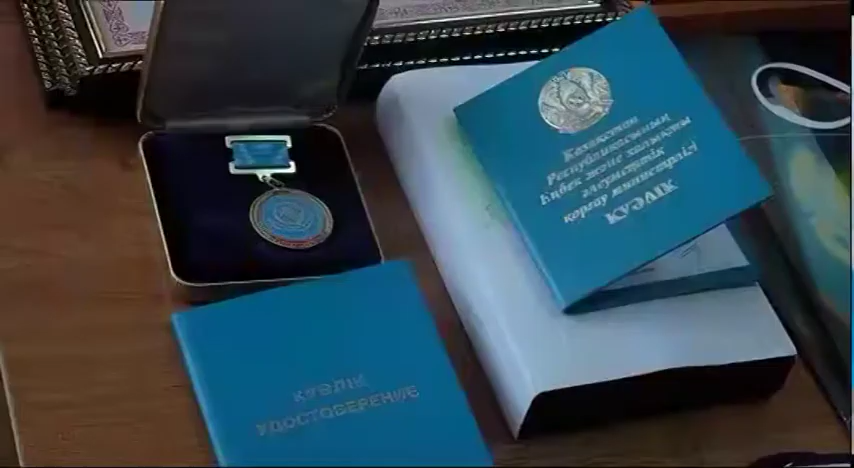 Қазақстан
Республикасының
Еңбек және халықты
әлеуметтік
қорғау министрлігі
КУӘЛІК
КУӘЛІК
УДОСТОВЕРЕНИЕ